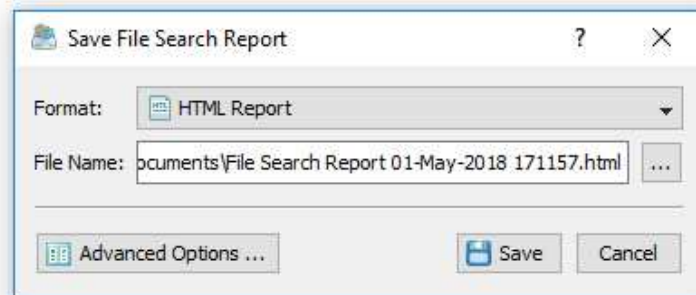 Save File Search Report ?
Format: HTML Report
File Name: ocuments\File Search Report 01-May-2018 171157.html ...
Advanced Options ... Save Cancel